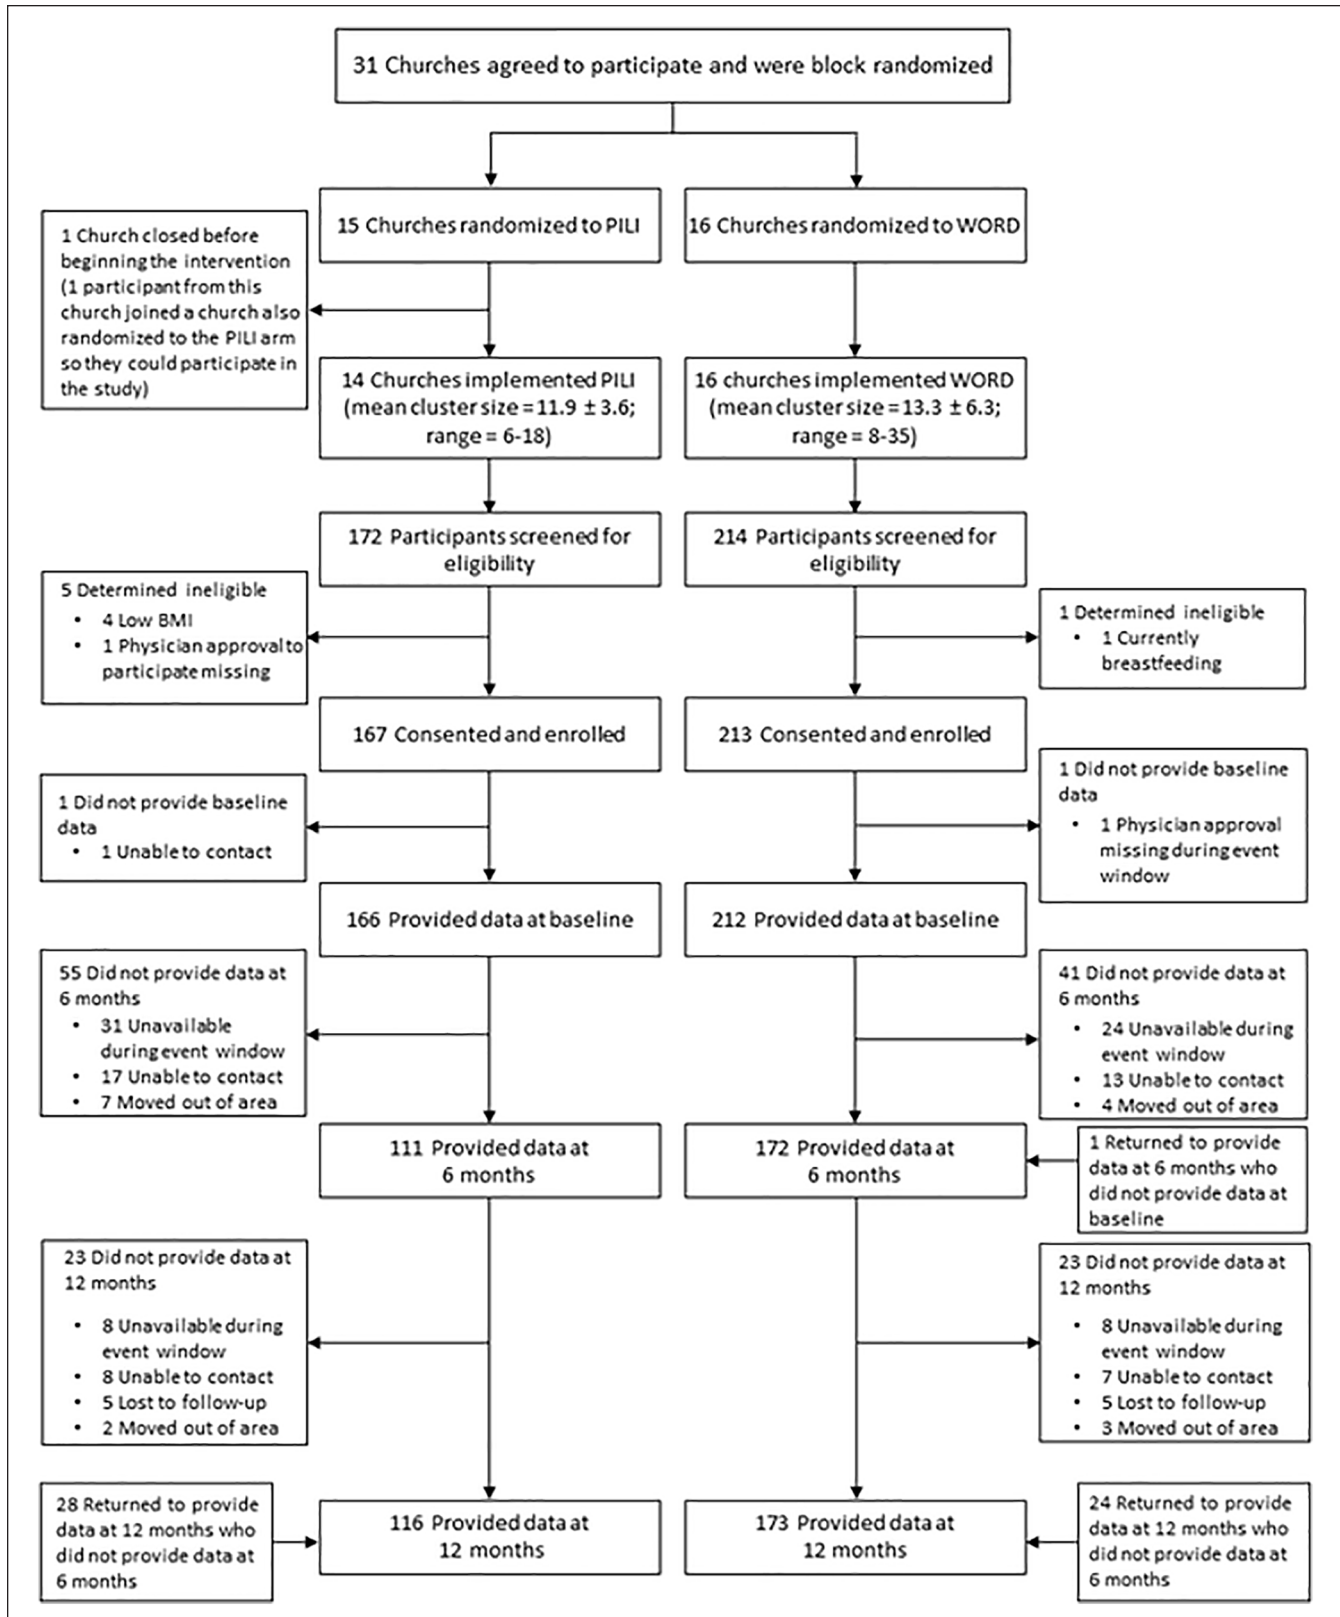 31 Churches agreed to participate and were block randomized
15 Churches randomized to PILI
16 Churches randomized to WORD
1 Church closed before
beginning the intervention
(1 participant from this
church joined a church also
randomized to the PILI arm
so they could participate in
the study)
14 Churches implemented PILI
(mean cluster size = 11.9 ± 3.6;
range = 6-18)
16 churches implemented WORD
(mean cluster size = 13.3 ± 6.3;
range = 8-35)
172 Participants screened for
eligibility
214 Participants screened for
eligibility
5 Determined ineligible
• 4 Low BMI
• 1 Physician approval to
participate missing
1 Determined ineligible
• 1 Currently
breastfeeding
167 Consented and enrolled
213 Consented and enrolled
1 Did not provide baseline
data
• 1 Unable to contact
1 Did not provide baseline
data
• 1 Physician approval
missing during event
window
166 Provided data at baseline
212 Provided data at baseline
55 Did not provide data at
6 months
• 31 Unavailable
during event window
• 17 Unable to contact
• 7 Moved out of area
41 Did not provide data at
6 months
• 24 Unavailable during
event window
• 13 Unable to contact
• 4 Moved out of area
111 Provided data at
6 months
172 Provided data at
6 months
1 Returned to provide
data at 6 months who
did not provide data at
baseline
23 Did not provide data at
12 months
• 8 Unavailable during
event window
• 8 Unable to contact
• 5 Lost to follow-up
• 2 Moved out of area
23 Did not provide data at
12 months
• 8 Unavailable during
event window
• 7 Unable to contact
• 5 Lost to follow-up
• 3 Moved out of area
28 Returned to provide
data at 12 months who
did not provide data at
6 months
116 Provided data at
12 months
173 Provided data at
12 months
24 Returned to provide
data at 12 months who
did not provide data at
6 months